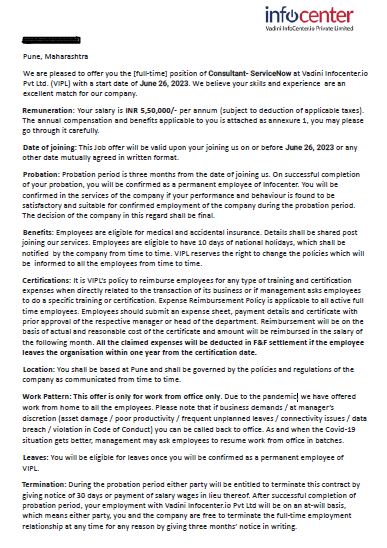 infocenter
Vadini InfoCenter.io Private Limited
Pune, Maharashtra
We are pleased to offer you the [full-time] position of Consultant- ServiceNow at Vadini Infocenter.io
Pvt Ltd. (VIPL) with a start date of June 26, 2023. We believe your skills and experience are an
excellent match for our company.
Remuneration: Your salary is INR 5,50,000/- per annum (subject to deduction of applicable taxes).
The annual compensation and benefits applicable to you is attached as annexure 1, you may please
go through it carefully.
Date of joining: This Job offer will be valid upon your joining us on or before June 26, 2023 or any
other date mutually agreed in written format.
Probation: Probation period is three months from the date of joining us. On successful completion
of your probation, you will be confirmed as a permanent employee of Infocenter. You will be
confirmed in the services of the company if your performance and behaviour is found to be
satisfactory and suitable for confirmed employment of the company during the probation period.
The decision of the company in this regard shall be final.
Benefits: Employees are eligible for medical and accidental insurance. Details shall be shared post
joining our services. Employees are eligible to have 10 days of national holidays, which shall be
notified by the company from time to time. VIPL reserves the right to change the policies which will
be informed to all the employees from time to time.
Certifications: It is VIPL's policy to reimburse employees for any type of training and certification
expenses when directly related to the transaction of its business or if management asks employees
to do a specific training or certification. Expense Reimbursement Policy is applicable to all active full
time employees. Employees should submit an expense sheet, payment details and certificate with
prior approval of the respective manager or head of the department. Reimbursement will be on the
basis of actual and reasonable cost of the certificate and amount will be reimbursed in the salary of
the following month. All the claimed expenses will be deducted in F&F settlement if the employee
leaves the organisation within one year from the certification date.
Location: You shall be based at Pune and shall be governed by the policies and regulations of the
company as communicated from time to time.
Work Pattern: This offer is only for work from office only. Due to the pandemic we have offered
work from home to all the employees. Please note that if business demands / at manager's
discretion (asset damage / poor productivity / frequent unplanned leaves / connectivity issues / data
breach / violation in Code of Conduct) you can be called back to office. As and when the Covid-19
situation gets better, management may ask employees to resume work from office in batches.
Leaves: You will be eligible for leaves once you will be confirmed as a permanent employee of
VIPL.
Termination: During the probation period either party will be entitled to terminate this contract by
giving notice of 30 days or payment of salary wages in lieu thereof. After successful completion of
probation period, your employment with Vadini Infocenter.io Pvt Ltd will be on an at-will basis,
which means either party, you and the company are free to terminate the full-time employment
relationship at any time for any reason by giving three months' notice in writing.